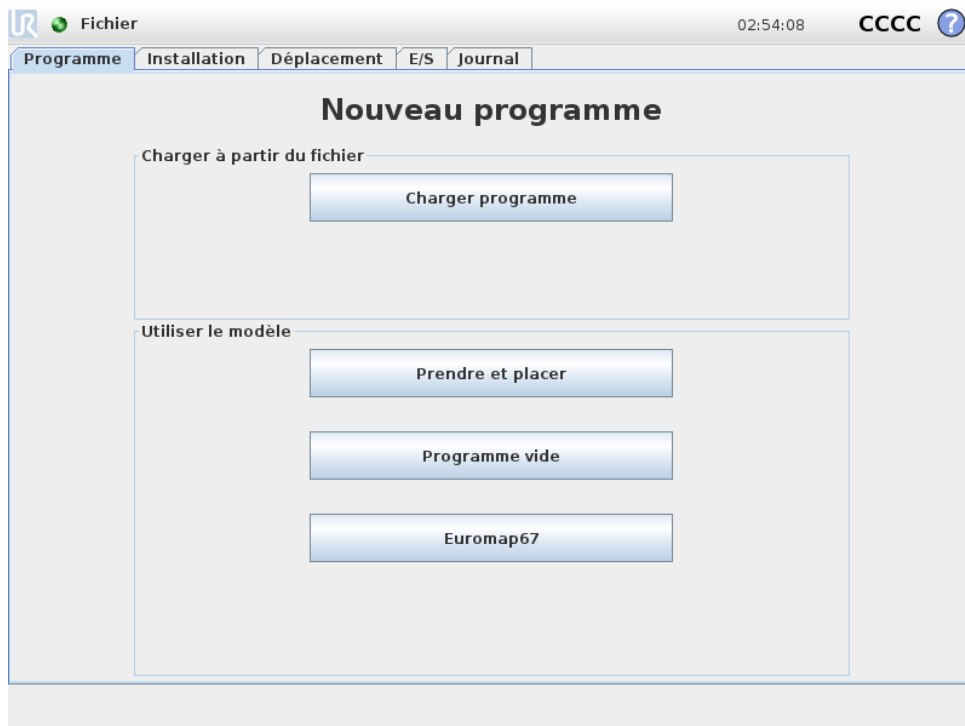 UR Fichier 02:54:08 CCCC ?
Programme Installation Déplacement E/S Journal
Nouveau programme
Charger à partir du fichier
Charger programme
Utiliser le modèle
Prendre et placer
Programme vide
Euromap67